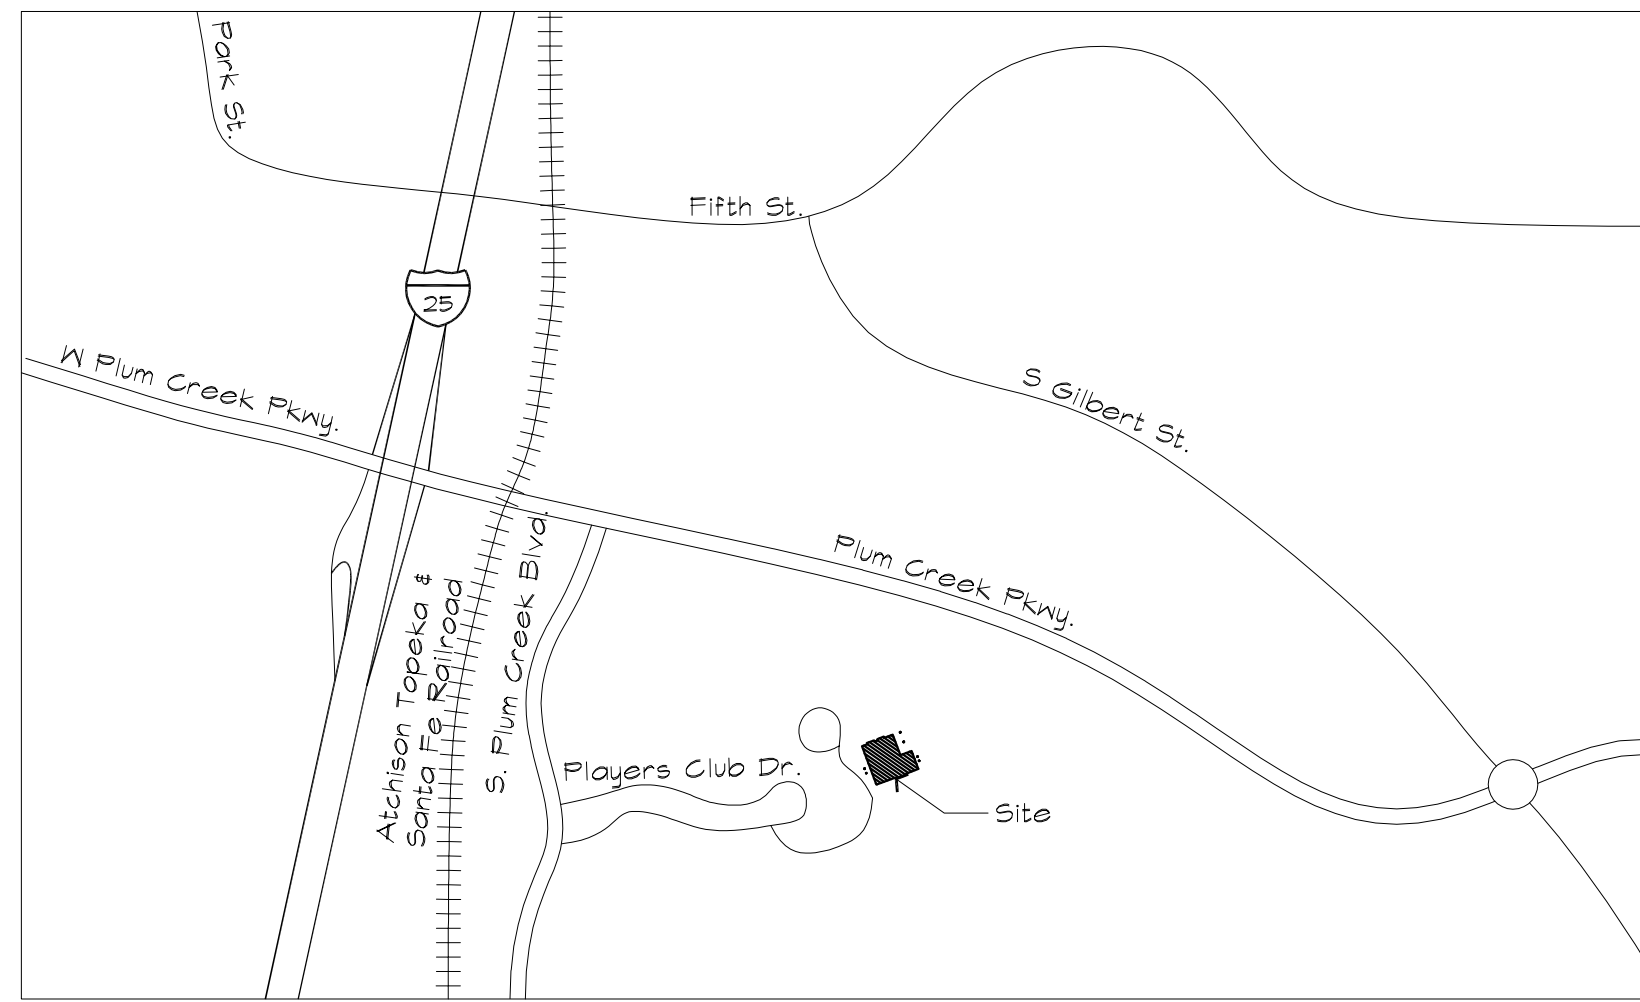 Park St.
Fifth St.
25
W Plum Creek Pkwy.
S Gilbert St.
Plum Creek Pkwy.
S. Plum Creek Blvd.
Atchison Topeka &
Santa Fe Railroad
Players Club Dr.
Site